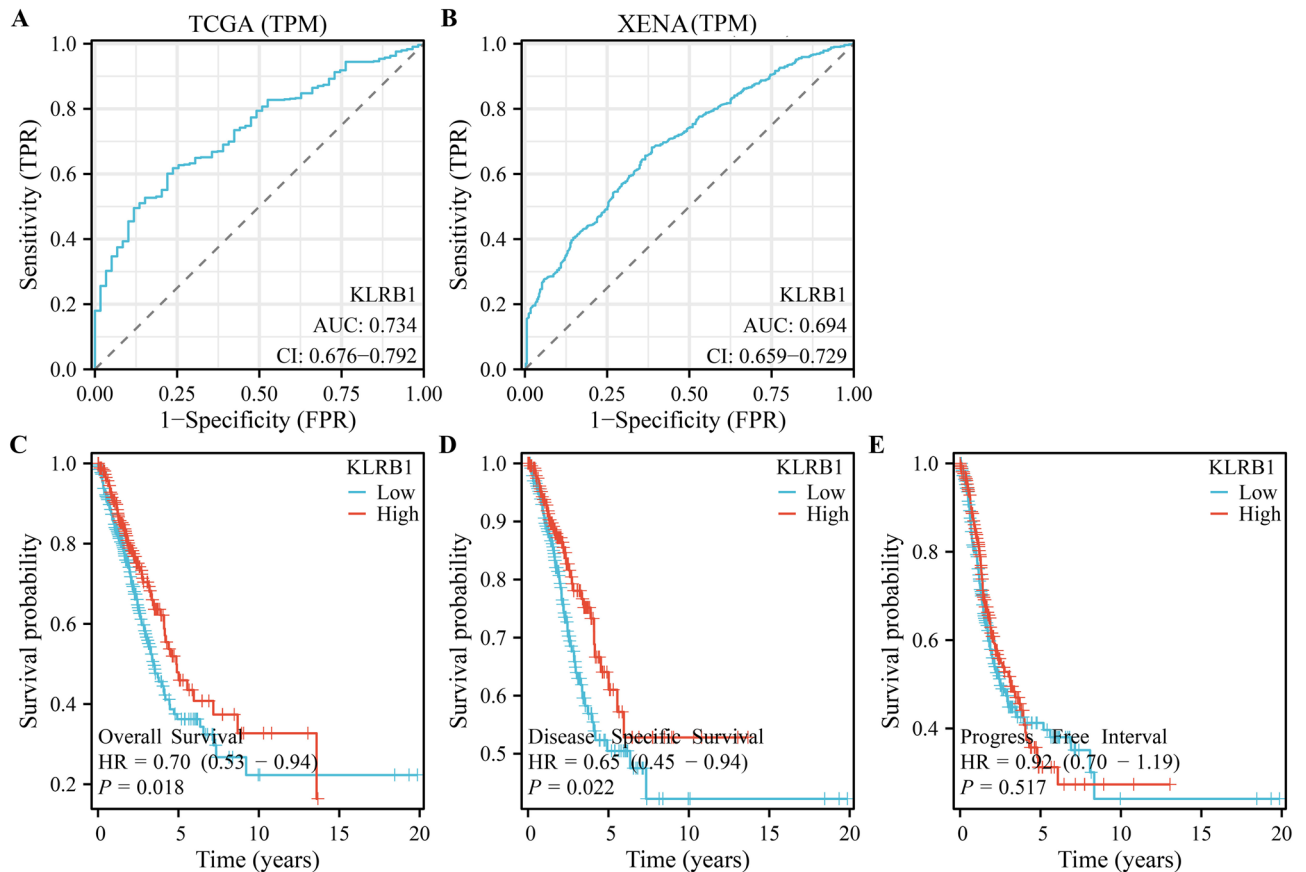 A
TCGA (TPM)
Sensitivity (TPR)
1.0
0.8
0.6
0.4
0.2
0.0
KLRB1
AUC: 0.734
CI: 0.676−0.792
0.00 0.25 0.50 0.75 1.00
1−Specificity (FPR)
B
XENA (TPM)
Sensitivity (TPR)
1.0
0.8
0.6
0.4
0.2
0.0
KLRB1
AUC: 0.694
CI: 0.659−0.729
0.00 0.25 0.50 0.75 1.00
1−Specificity (FPR)
C
Survival probability
1.0
0.8
0.6
0.4
0.2
KLRB1
Low
High
Overall Survival
HR = 0.70 (0.53 − 0.94)
P = 0.018
0 5 10 15 20
Time (years)
D
Survival probability
1.0
0.9
0.8
0.7
0.6
0.5
KLRB1
Low
High
Disease Specific Survival
HR = 0.65 (0.45 − 0.94)
P = 0.022
0 5 10 15 20
Time (years)
E
Survival probability
1.0
0.8
0.6
0.4
KLRB1
Low
High
Progress Free Interval
HR = 0.92 (0.70 − 1.19)
P = 0.517
0 5 10 15 20
Time (years)